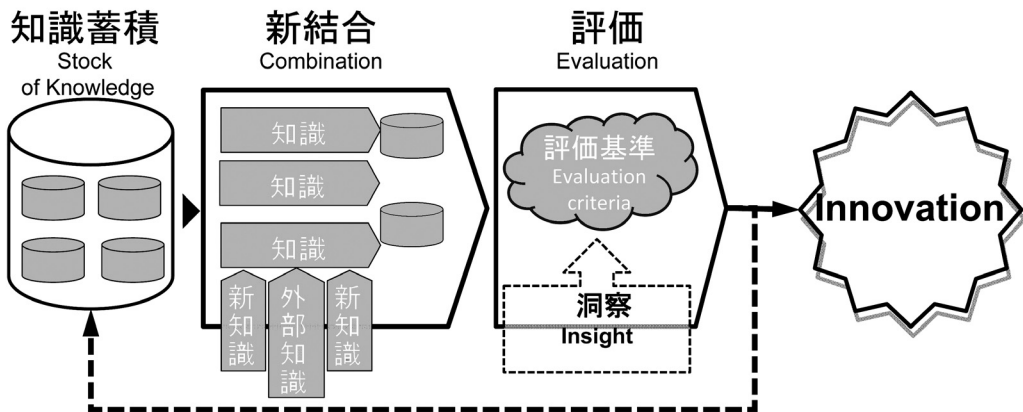 知識蓄積
Stock
of Knowledge
新結合
Combination
評価
Evaluation
知識
知識
知識
新知識
外部知識
新知識
評価基準
Evaluation
criteria
洞察
Insight
Innovation